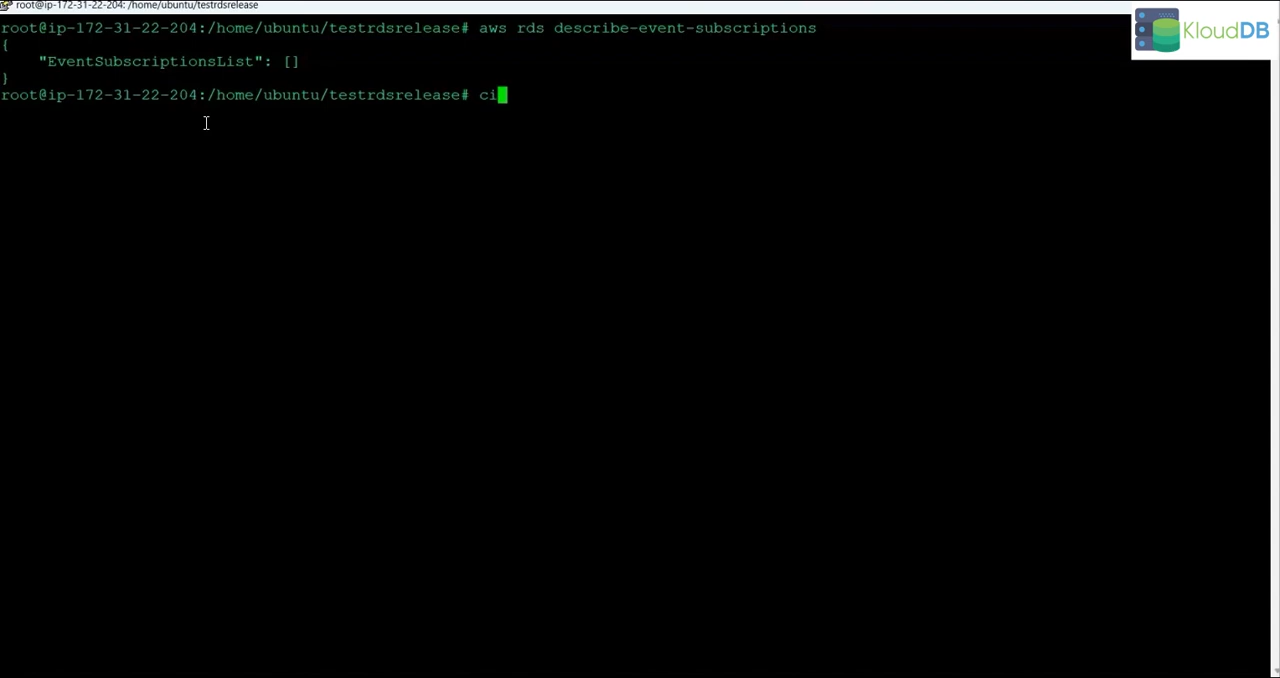 root@ip-172-31-22-204: /home/ubuntu/testrdsrelease
root@ip-172-31-22-204:/home/ubuntu/testrdsrelease# aws rds describe-event-subscriptions
{
    "EventSubscriptionsList": []
}
root@ip-172-31-22-204:/home/ubuntu/testrdsrelease# ci
KloudDB